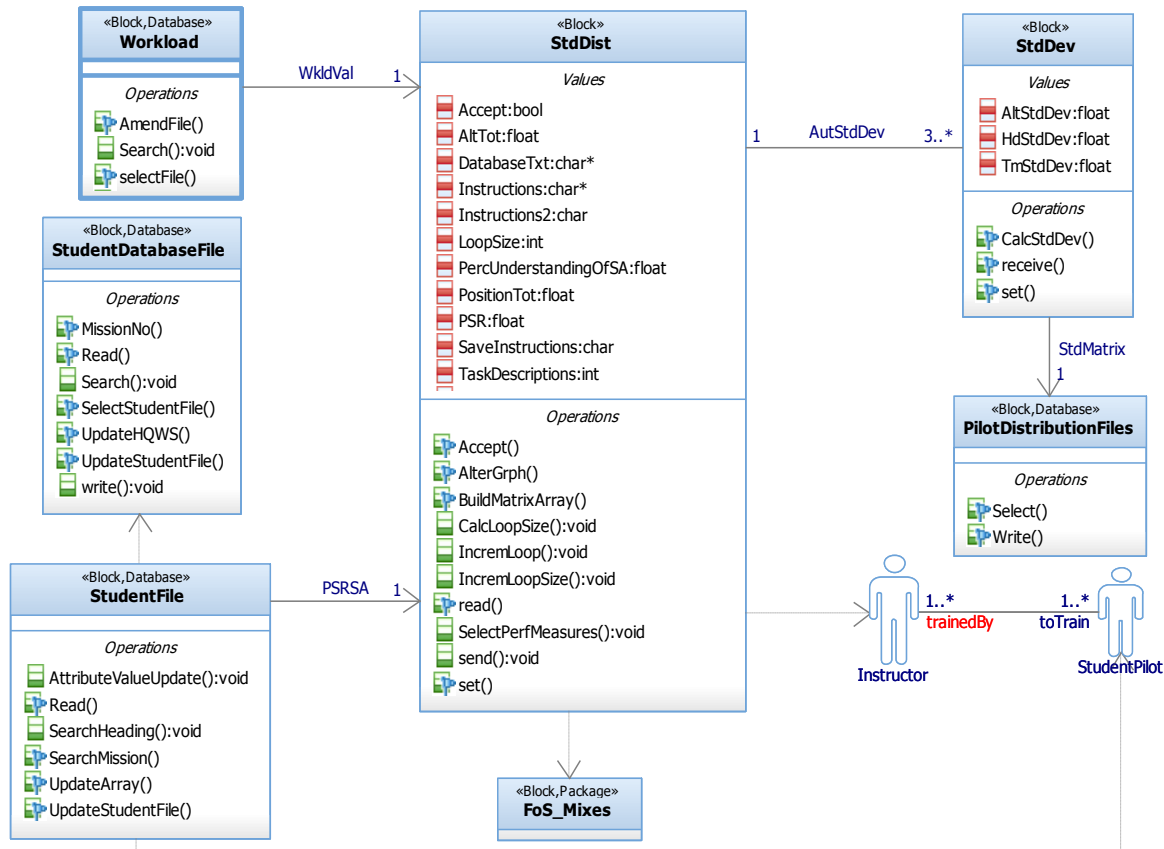 «Block,Database»
Workload
Operations
AmendFile()
Search():void
selectFile()
WkldVal
1
«Block»
StdDist
Values
Accept:bool
AltTot:float
DatabaseTxt:char*
Instructions:char*
Instructions2:char
LoopSize:int
PercUnderstandingOfSA:float
PositionTot:float
PSR:float
SaveInstructions:char
TaskDescriptions:int
Operations
Accept()
AlterGrph()
BuildMatrixArray()
CalcLoopSize():void
IncremLoop():void
IncremLoopSize():void
read()
SelectPerfMeasures():void
send():void
set()
1
AutStdDev
3..*
«Block»
StdDev
Values
AltStdDev:float
HdStdDev:float
TmStdDev:float
Operations
CalcStdDev()
receive()
set()
StdMatrix
1
«Block,Database»
PilotDistributionFiles
Operations
Select()
Write()
«Block,Database»
StudentDatabaseFile
Operations
MissionNo()
Read()
Search():void
SelectStudentFile()
UpdateHQWS()
UpdateStudentFile()
write():void
«Block,Database»
StudentFile
Operations
AttributeValueUpdate():void
Read()
SearchHeading():void
SearchMission()
UpdateArray()
UpdateStudentFile()
PSRSA
1
1..*
trainedBy
1..*
toTrain
Instructor
StudentPilot
«Block,Package»
FoS_Mixes